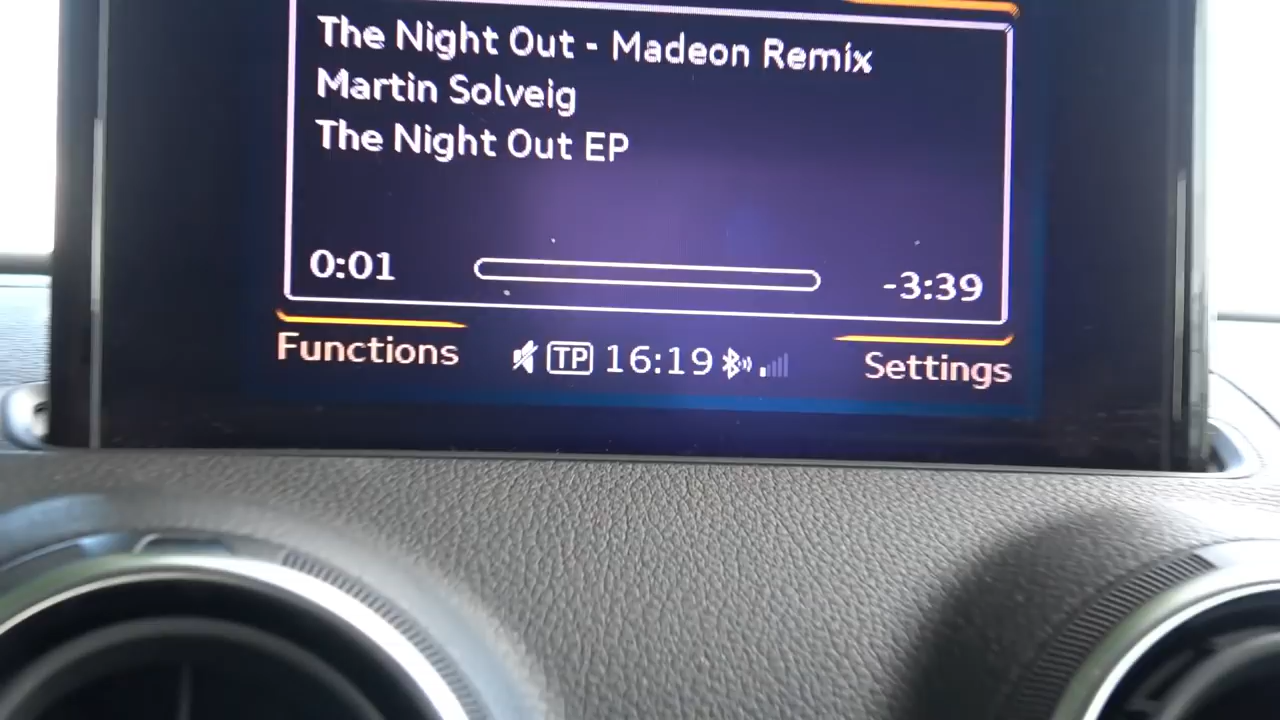 The Night Out - Madeon Remix
Martin Solveig
The Night Out EP
0:01 -3:39
Functions TP 16:19 Settings